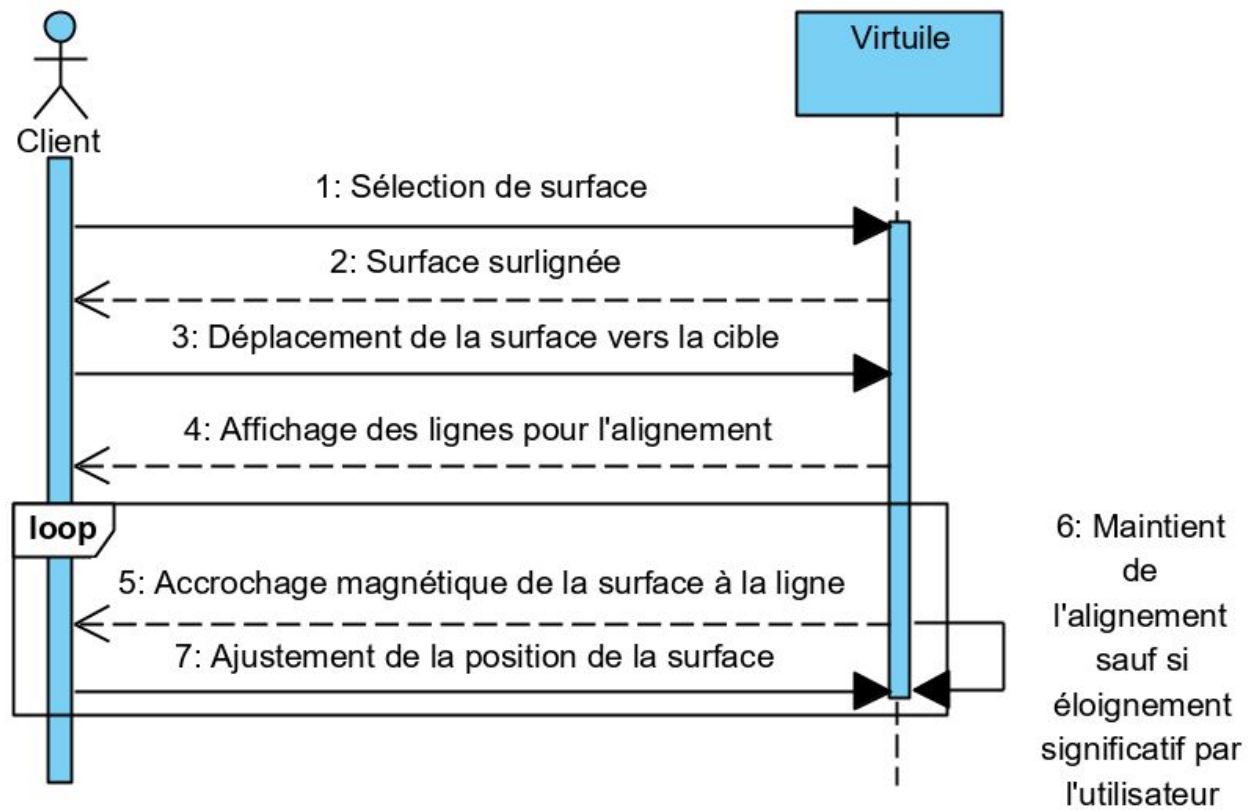 Virtuile
Client
1: Sélection de surface
2: Surface surlignée
3: Déplacement de la surface vers la cible
4: Affichage des lignes pour l'alignement
loop
5: Accrochage magnétique de la surface à la ligne
6: Maintient
de
l'alignement
sauf si
éloignement
significatif par
l'utilisateur
7: Ajustement de la position de la surface